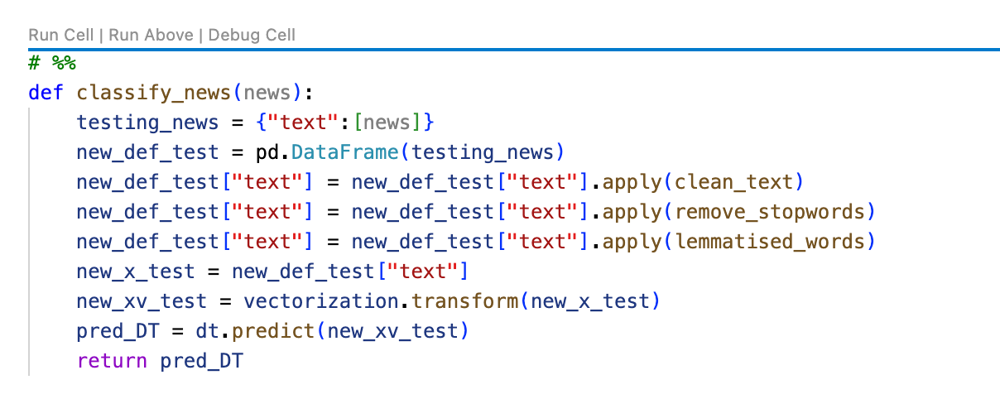 Run Cell | Run Above | Debug Cell
# %%
def classify_news(news):
    testing_news = {"text":[news]}
    new_def_test = pd.DataFrame(testing_news)
    new_def_test["text"] = new_def_test["text"].apply(clean_text)
    new_def_test["text"] = new_def_test["text"].apply(remove_stopwords)
    new_def_test["text"] = new_def_test["text"].apply(lemmatised_words)
    new_x_test = new_def_test["text"]
    new_xv_test = vectorization.transform(new_x_test)
    pred_DT = dt.predict(new_xv_test)
    return pred_DT